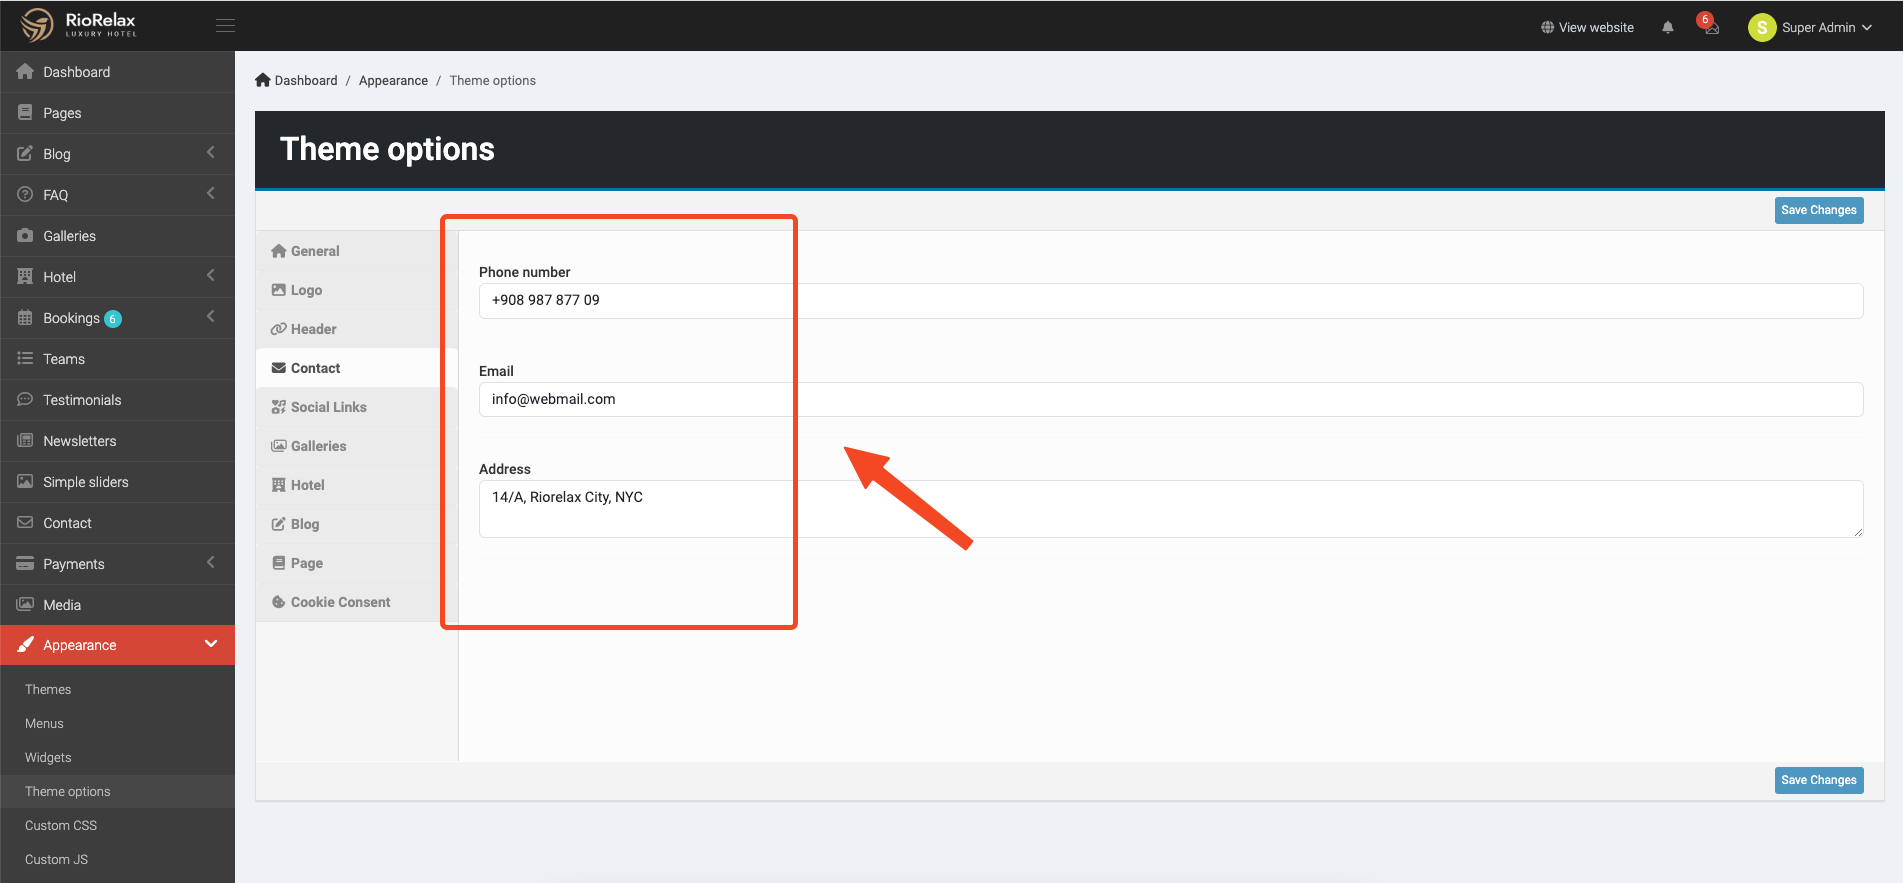 RioRelax
LUXURY HOTEL
View website
6
S
Super Admin
Dashboard
Pages
Blog
FAQ
Galleries
Hotel
Bookings 6
Teams
Testimonials
Newsletters
Simple sliders
Contact
Payments
Media
Appearance
Themes
Menus
Widgets
Theme options
Custom CSS
Custom JS
Dashboard / Appearance / Theme options
Theme options
Save Changes
General
Logo
Header
Contact
Social Links
Galleries
Hotel
Blog
Page
Cookie Consent
Phone number
+908 987 877 09
Email
info@webmail.com
Address
14/A, Riorelax City, NYC
Save Changes